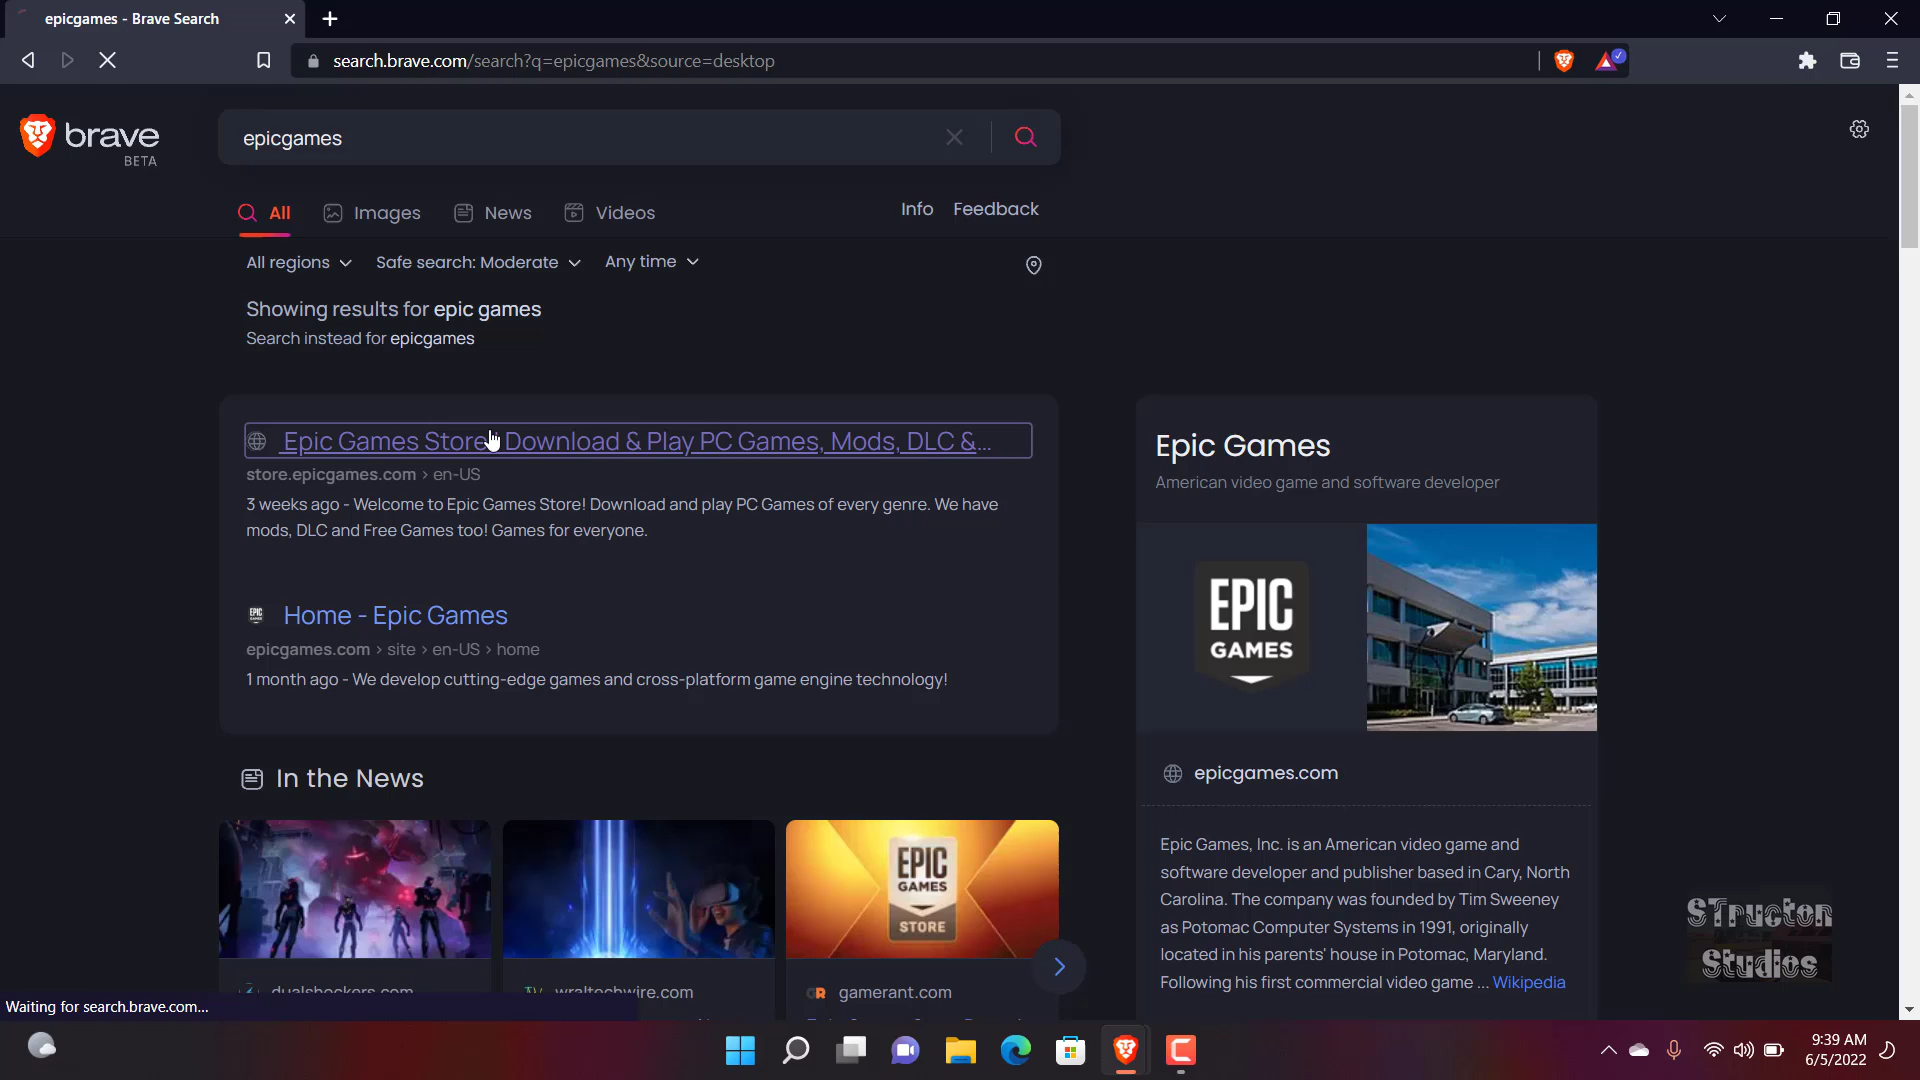 epicgames - Brave Search
search.brave.com/search?q=epicgames&source=desktop
brave
BETA
epicgames
All
Images
News
Videos
Info
Feedback
All regions
Safe search: Moderate
Any time
Showing results for epic games
Search instead for epicgames
Epic Games Store | Download & Play PC Games, Mods, DLC &...
store.epicgames.com › en-US
3 weeks ago - Welcome to Epic Games Store! Download and play PC Games of every genre. We have
mods, DLC and Free Games too! Games for everyone.
EPIC
GAMES
Home - Epic Games
epicgames.com › site › en-US › home
1 month ago - We develop cutting-edge games and cross-platform game engine technology!
In the News
EPIC
GAMES
STORE
dualshockers.com
wraltechwire.com
gamerant.com
Epic Games
American video game and software developer
EPIC
GAMES
epicgames.com
Epic Games, Inc. is an American video game and
software developer and publisher based in Cary, North
Carolina. The company was founded by Tim Sweeney
as Potomac Computer Systems in 1991, originally
located in his parents' house in Potomac, Maryland.
Following his first commercial video game ... Wikipedia
STructon
Studios
Waiting for search.brave.com...
9:39 AM
6/5/2022